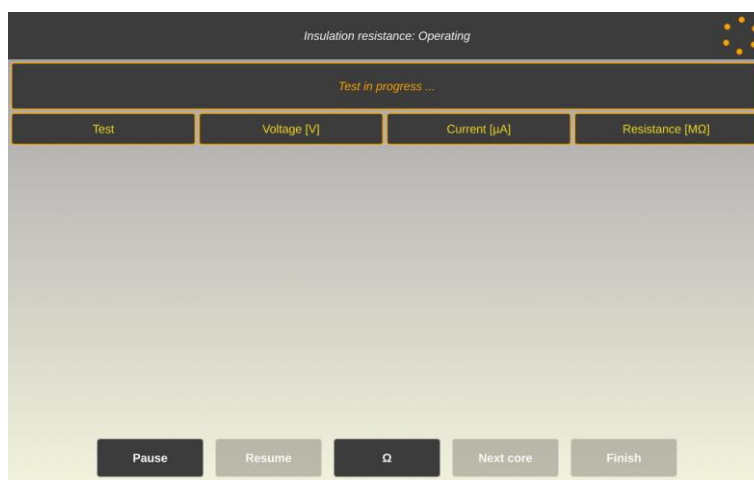 Insulation resistance: Operating
Test in progress ...
Test Voltage [V] Current [µA] Resistance [MΩ]
Pause Resume Ω Next core Finish